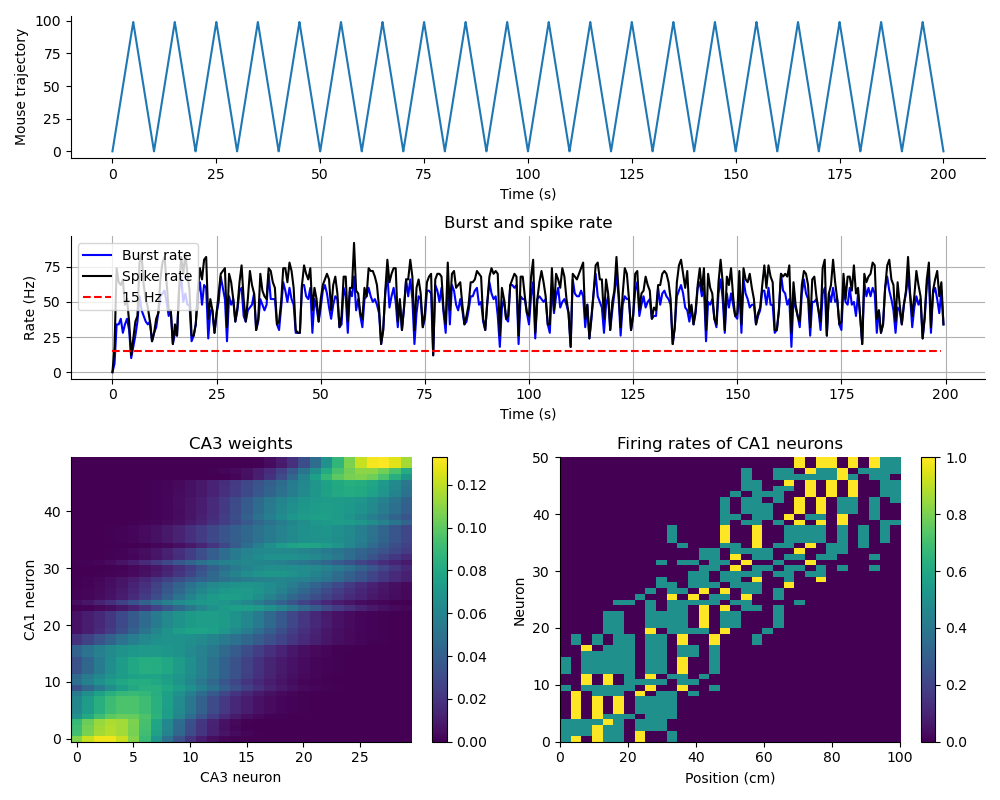 100
75
50
25
0
Mouse trajectory
0 25 50 75 100 125 150 175 200
Time (s)
Burst and spike rate
75
50
25
0
Rate (Hz)
Burst rate
Spike rate
15 Hz
0 25 50 75 100 125 150 175 200
Time (s)
CA3 weights
40
30
20
10
0
CA1 neuron
0 5 10 15 20 25
CA3 neuron
0.12
0.10
0.08
0.06
0.04
0.02
0.00
Firing rates of CA1 neurons
50
40
30
20
10
0
Neuron
0 20 40 60 80 100
Position (cm)
1.0
0.8
0.6
0.4
0.2
0.0